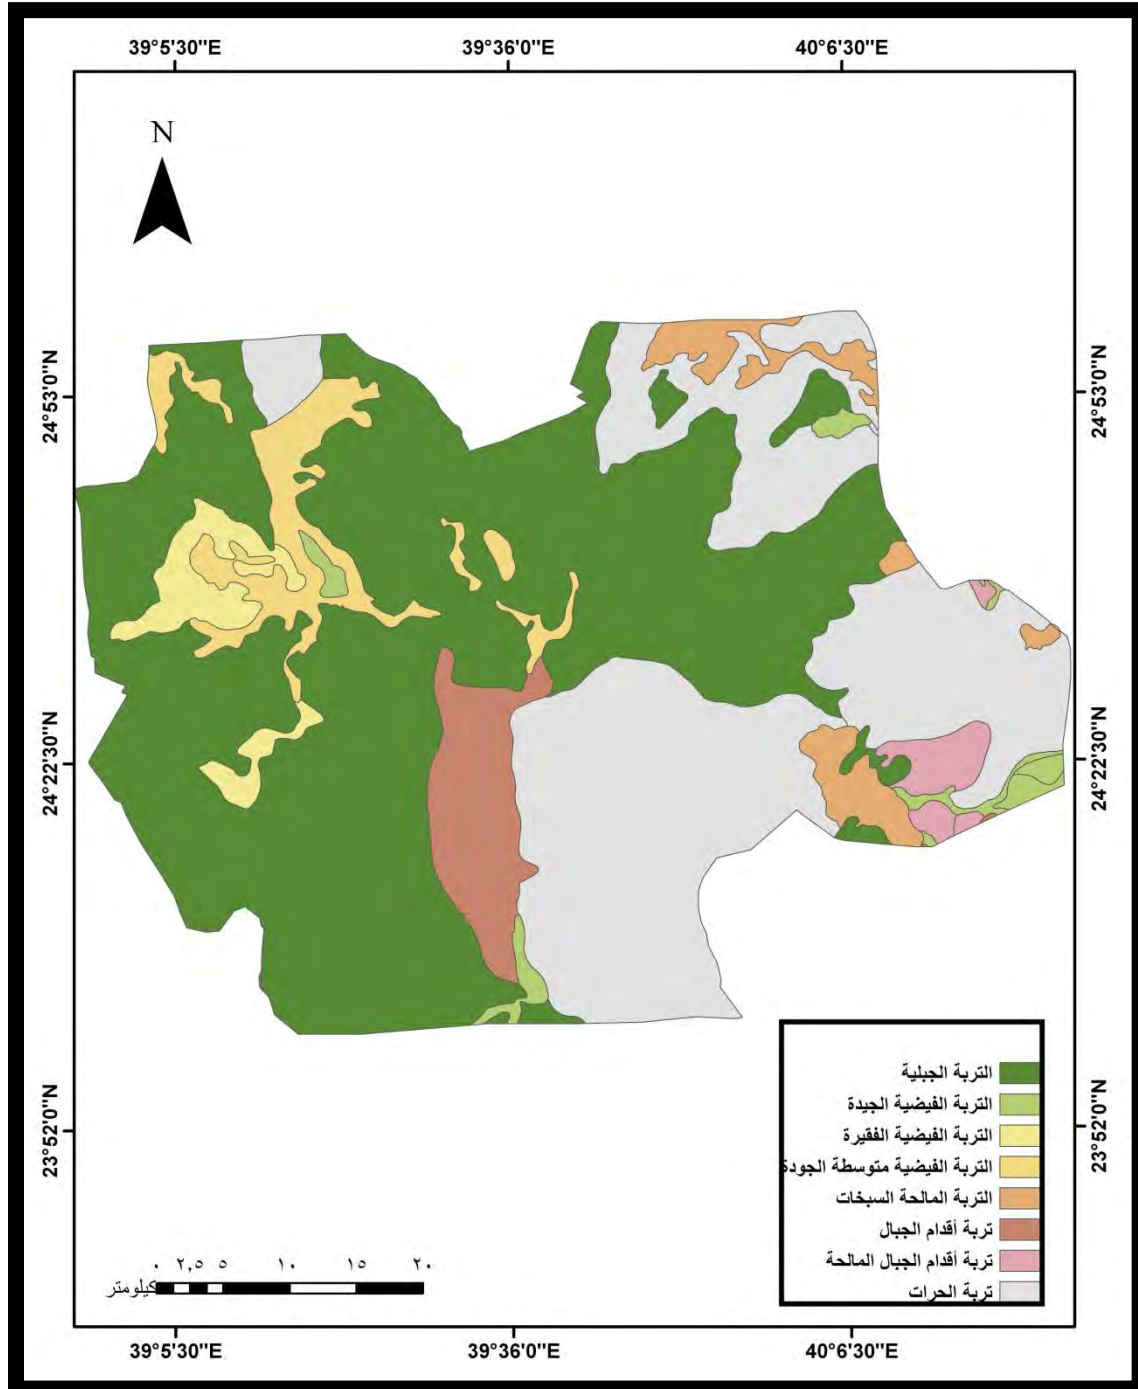 39°5'30"E 39°36'0"E 40°6'30"E
N
24°53'0"N 24°53'0"N
24°22'30"N 24°22'30"N
23°52'0"N 23°52'0"N
التربة الجبلية
التربة الفيضية الجيدة
التربة الفيضية الفقيرة
التربة الفيضية متوسطة الجودة
التربة المالحة السبخات
تربة أقدام الجبال
تربة أقدام الجبال المالحة
تربة الحرات
٠ ٢,٥ ٥ ١٠ ١٥ ٢٠
كيلومتر
39°5'30"E 39°36'0"E 40°6'30"E